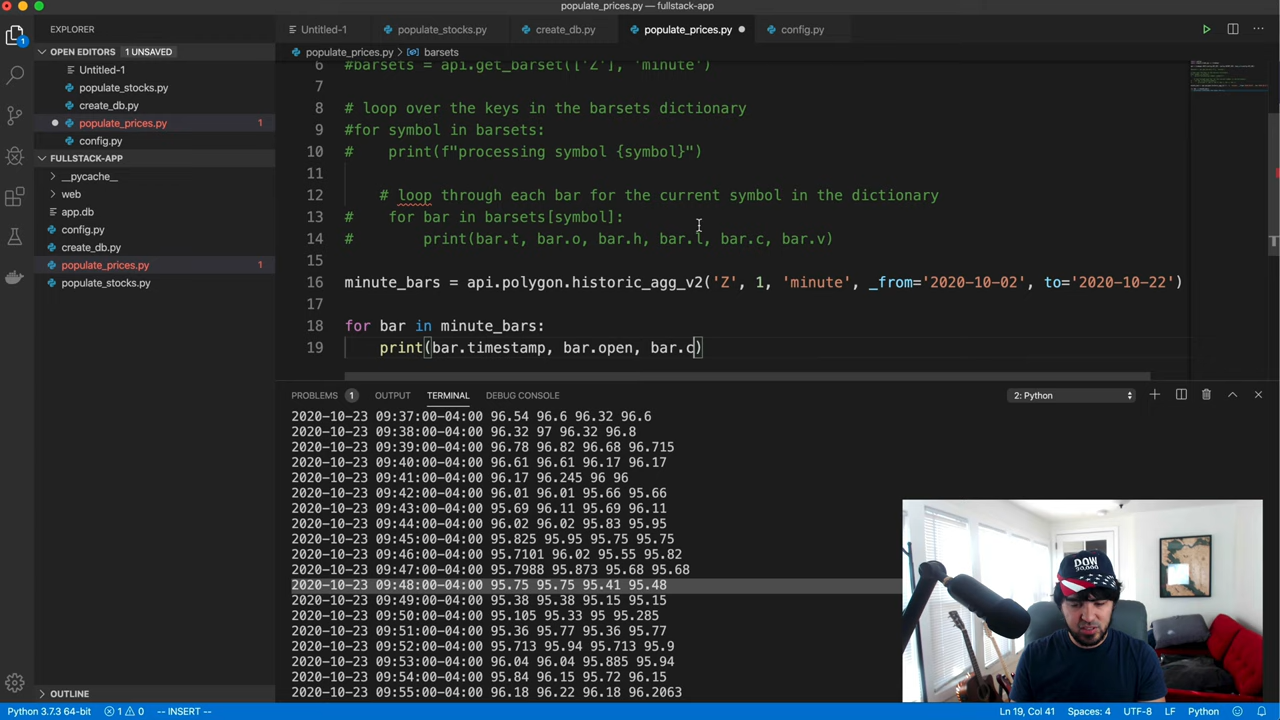 populate_prices.py — fullstack-app
EXPLORER
OPEN EDITORS 1 UNSAVED
Untitled-1
populate_stocks.py
create_db.py
populate_prices.py 1
config.py
FULLSTACK-APP
__pycache__
web
app.db
config.py
create_db.py
populate_prices.py 1
populate_stocks.py
OUTLINE
Untitled-1 populate_stocks.py create_db.py populate_prices.py config.py
populate_prices.py > barsets
6 #barsets = api.get_barset(['Z'], 'minute')
7
8 # loop over the keys in the barsets dictionary
9 #for symbol in barsets:
10 #    print(f"processing symbol {symbol}")
11
12     # loop through each bar for the current symbol in the dictionary
13 #    for bar in barsets[symbol]:
14 #        print(bar.t, bar.o, bar.h, bar.l, bar.c, bar.v)
15
16 minute_bars = api.polygon.historic_agg_v2('Z', 1, 'minute', _from='2020-10-02', to='2020-10-22')
17
18 for bar in minute_bars:
19     print(bar.timestamp, bar.open, bar.c)
PROBLEMS 1 OUTPUT TERMINAL DEBUG CONSOLE 2: Python
2020-10-23 09:37:00-04:00 96.54 96.6 96.32 96.6
2020-10-23 09:38:00-04:00 96.32 97 96.32 96.8
2020-10-23 09:39:00-04:00 96.78 96.82 96.68 96.715
2020-10-23 09:40:00-04:00 96.61 96.61 96.17 96.17
2020-10-23 09:41:00-04:00 96.17 96.245 96 96
2020-10-23 09:42:00-04:00 96.01 96.01 95.66 95.66
2020-10-23 09:43:00-04:00 95.69 96.11 95.69 96.11
2020-10-23 09:44:00-04:00 96.02 96.02 95.83 95.95
2020-10-23 09:45:00-04:00 95.825 95.95 95.75 95.75
2020-10-23 09:46:00-04:00 95.7101 96.02 95.55 95.82
2020-10-23 09:47:00-04:00 95.7988 95.873 95.68 95.68
2020-10-23 09:48:00-04:00 95.75 95.75 95.41 95.48
2020-10-23 09:49:00-04:00 95.38 95.38 95.15 95.15
2020-10-23 09:50:00-04:00 95.105 95.33 95 95.285
2020-10-23 09:51:00-04:00 95.36 95.77 95.36 95.77
2020-10-23 09:52:00-04:00 95.713 95.94 95.713 95.9
2020-10-23 09:53:00-04:00 96.04 96.04 95.885 95.94
2020-10-23 09:54:00-04:00 95.84 96.15 95.72 96.15
2020-10-23 09:55:00-04:00 96.18 96.22 96.18 96.2063
DOW
Python 3.7.3 64-bit 1 0 -- INSERT -- Ln 19, Col 41 Spaces: 4 UTF-8 LF Python